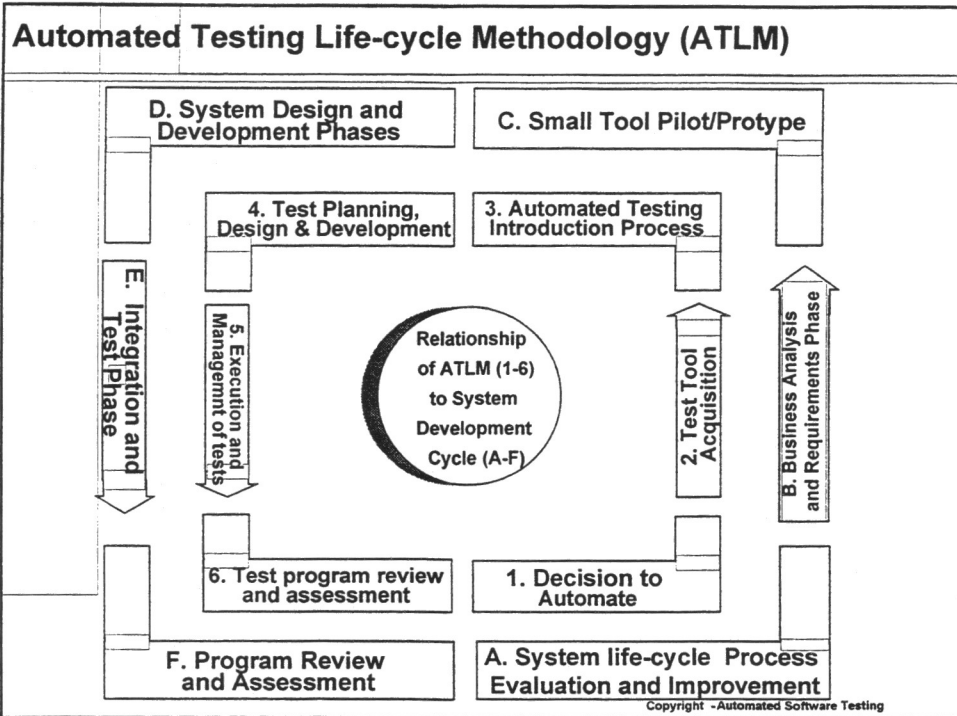 Automated Testing Life-cycle Methodology (ATLM)
D. System Design and
Development Phases
C. Small Tool Pilot/Protype
4. Test Planning,
Design & Development
3. Automated Testing
Introduction Process
E. Integration and
Test Phase
5. Execution and
Managemnt of tests
Relationship
of ATLM (1-6)
to System
Development
Cycle (A-F)
2. Test Tool
Acquisition
B. Business Analysis
and Requirements Phase
6. Test program review
and assessment
1. Decision to
Automate
F. Program Review
and Assessment
A. System life-cycle Process
Evaluation and Improvement
Copyright -Automated Software Testing